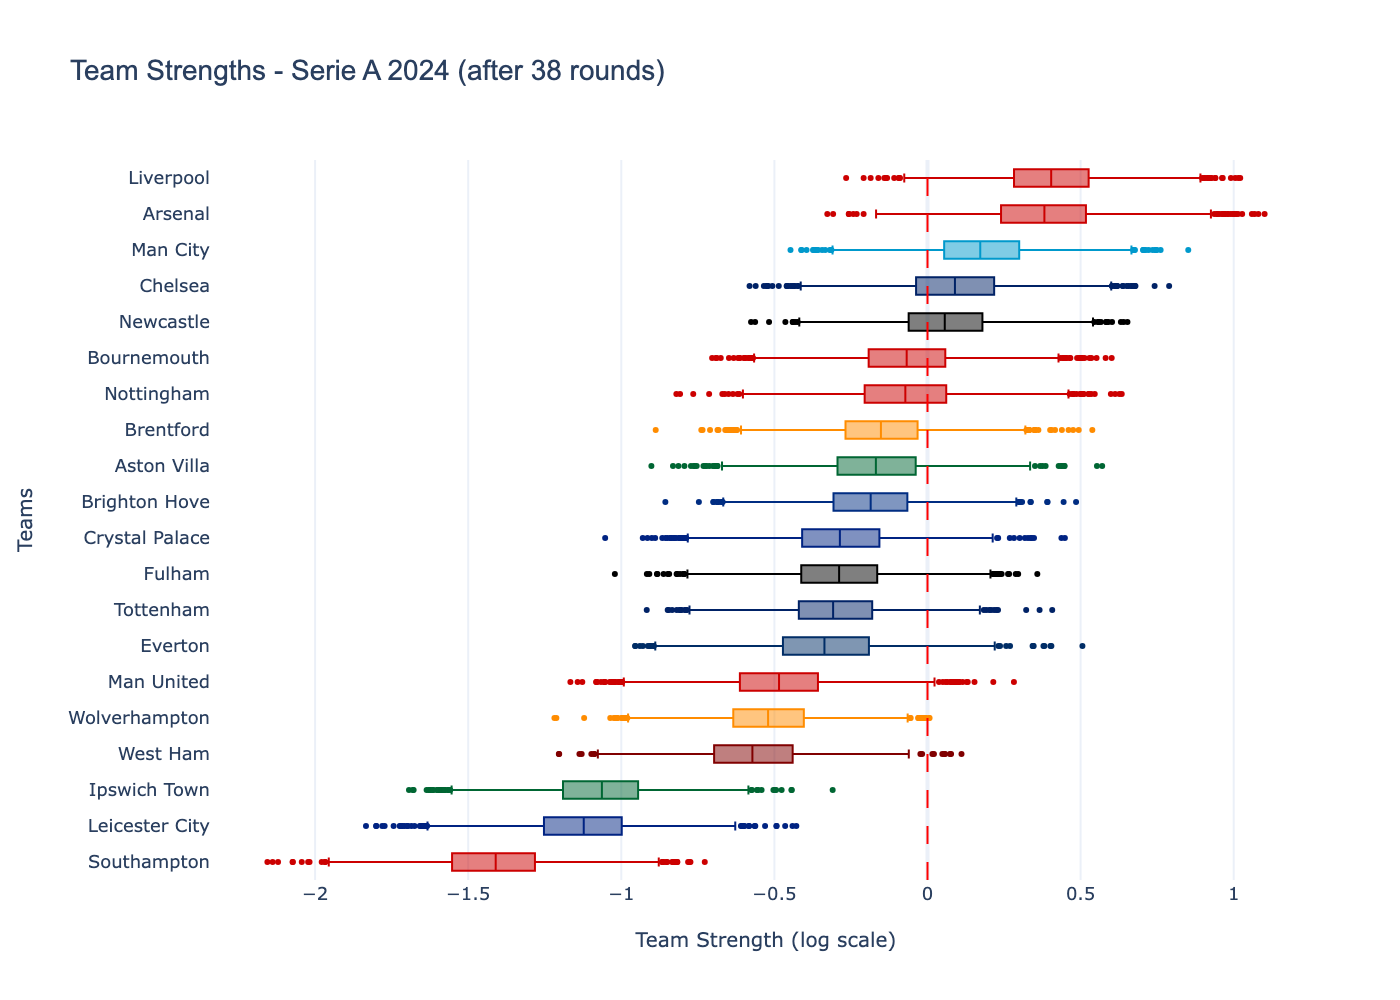 Team Strengths - Serie A 2024 (after 38 rounds)
Liverpool
Arsenal
Man City
Chelsea
Newcastle
Bournemouth
Nottingham
Brentford
Aston Villa
Brighton Hove
Crystal Palace
Fulham
Tottenham
Everton
Man United
Wolverhampton
West Ham
Ipswich Town
Leicester City
Southampton
Teams
−2
−1.5
−1
−0.5
0
0.5
1
Team Strength (log scale)